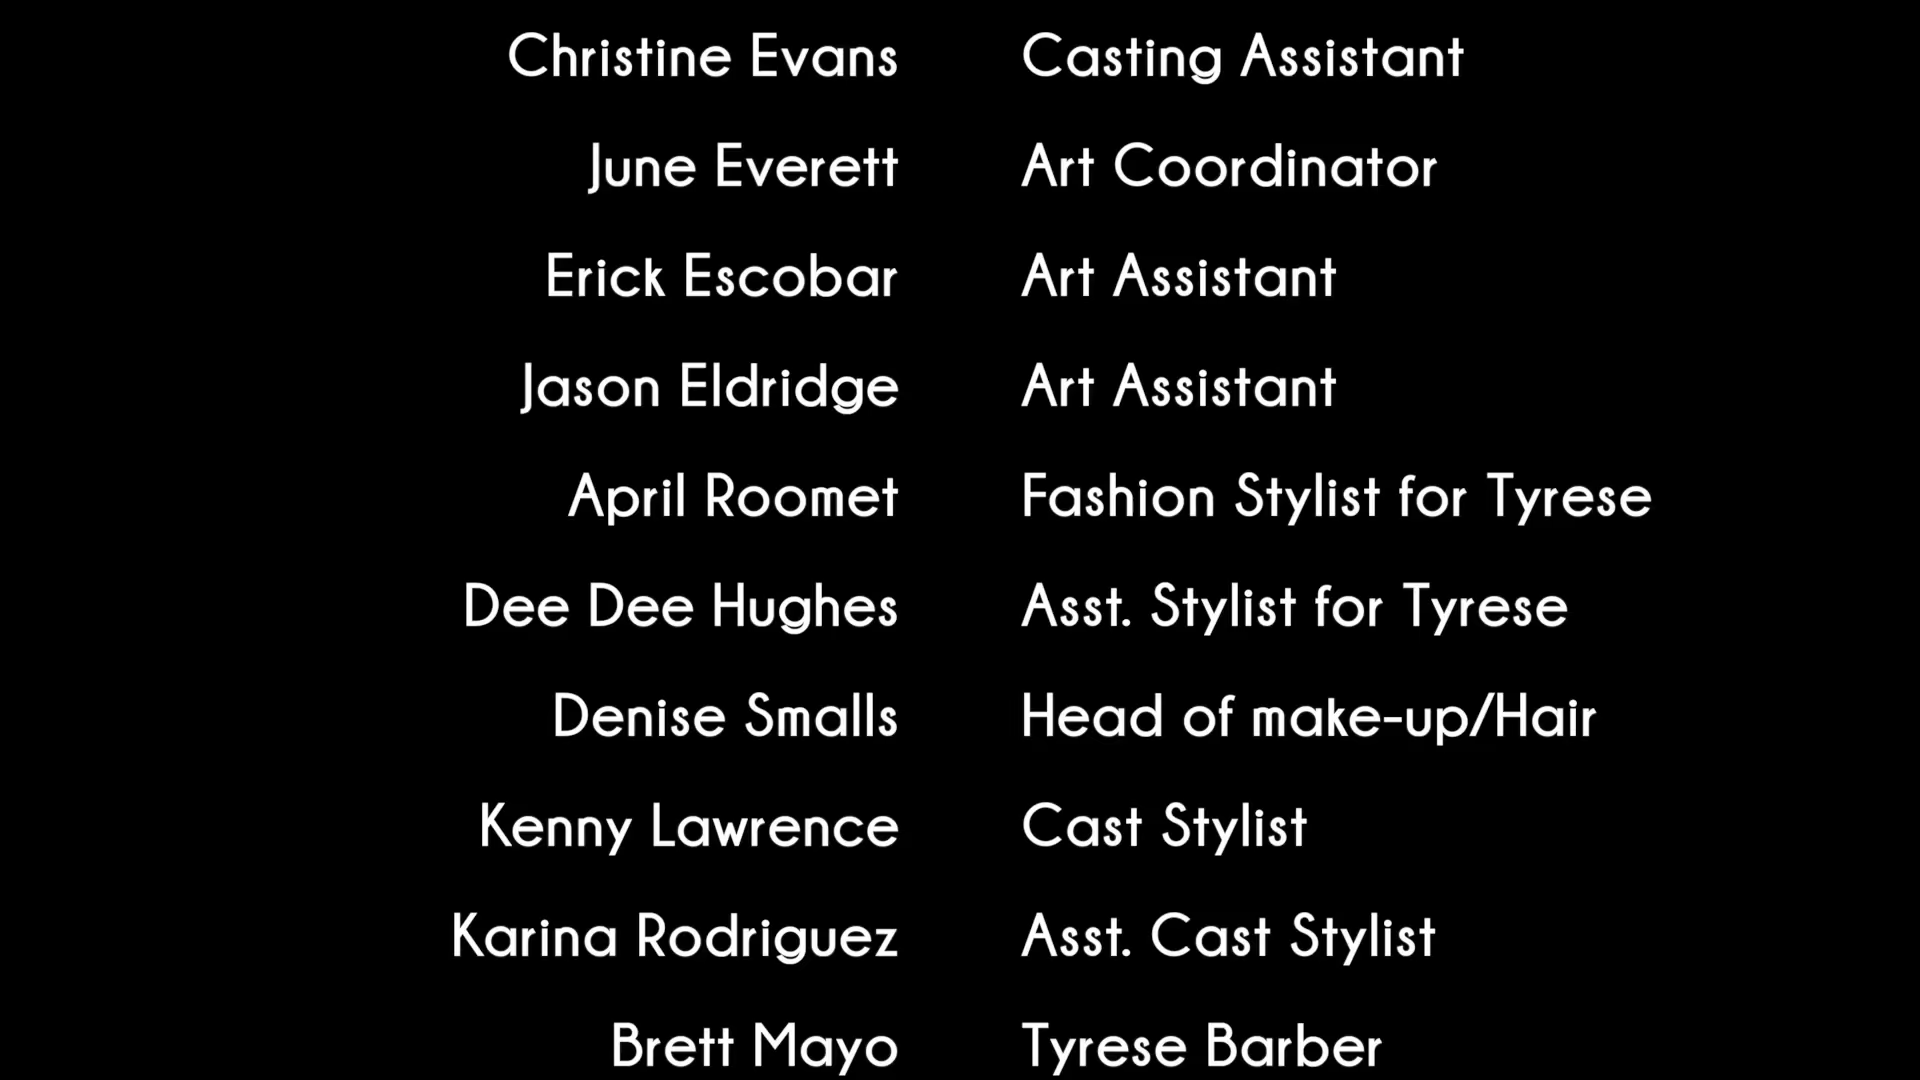 Christine Evans Casting Assistant
June Everett Art Coordinator
Erick Escobar Art Assistant
Jason Eldridge Art Assistant
April Roomet Fashion Stylist for Tyrese
Dee Dee Hughes Asst. Stylist for Tyrese
Denise Smalls Head of make-up/Hair
Kenny Lawrence Cast Stylist
Karina Rodriguez Asst. Cast Stylist
Brett Mayo Tyrese Barber